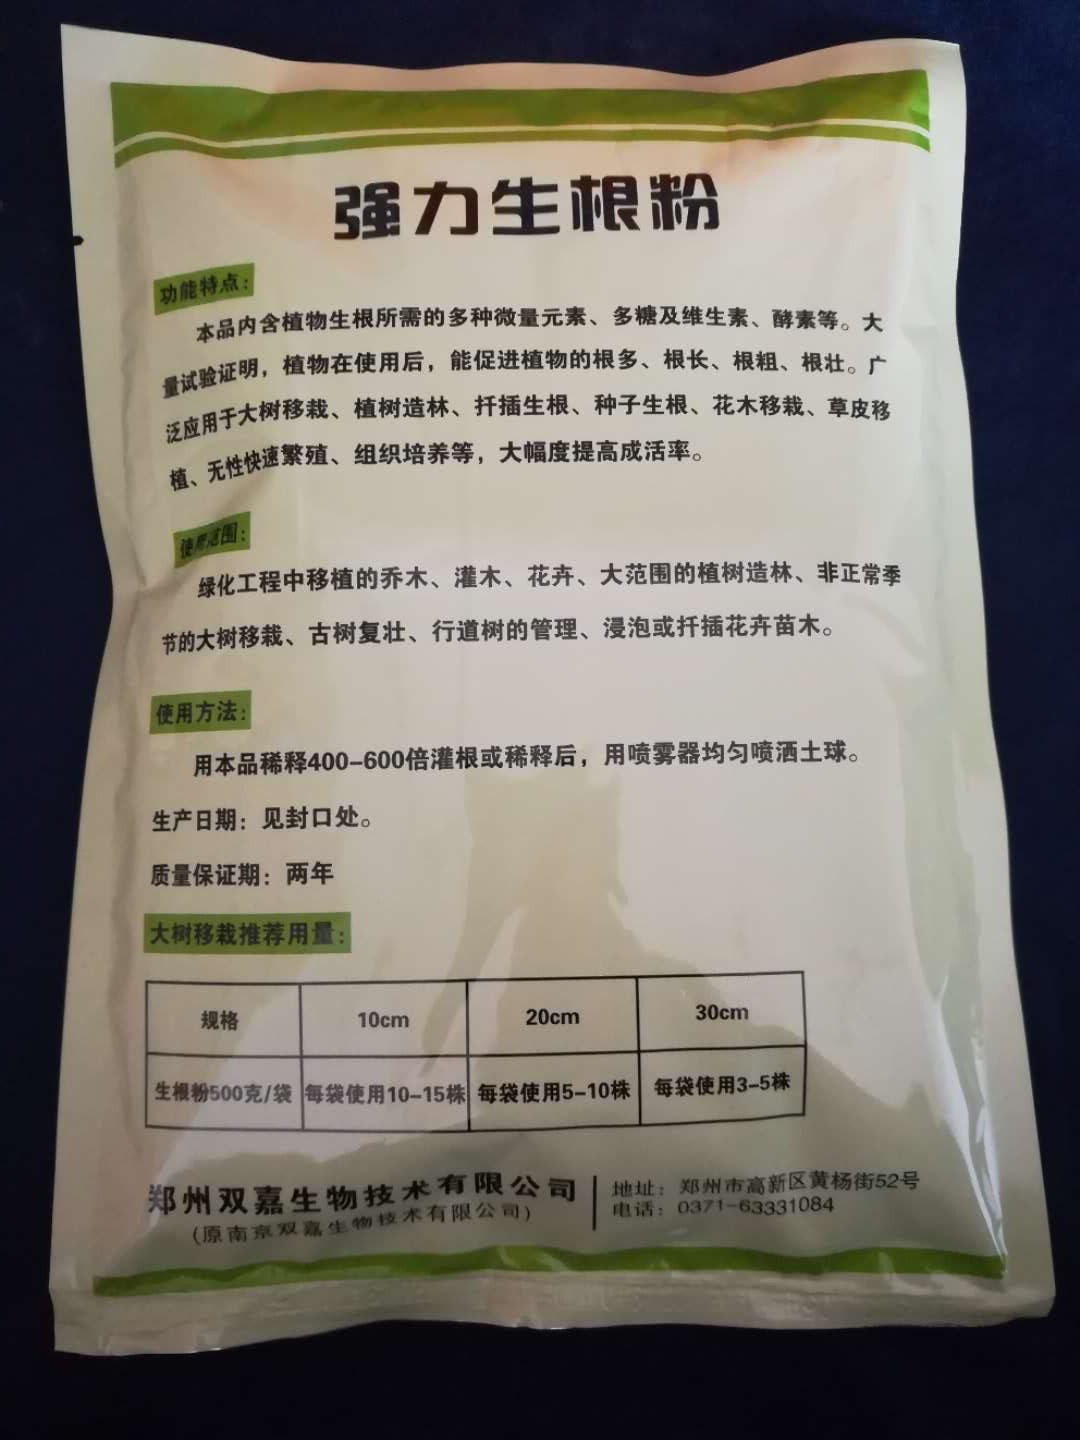 强力生根粉
功能特点：
本品内含植物生根所需的多种微量元素、多糖及维生素、酵素等。大
量试验证明，植物在使用后，能促进植物的根多、根长、根粗、根壮。广
泛应用于大树移栽、植树造林、扦插生根、种子生根、花木移栽、草皮移
植、无性快速繁殖、组织培养等，大幅度提高成活率。
使用范围：
绿化工程中移植的乔木、灌木、花卉、大范围的植树造林、非正常季
节的大树移栽、古树复壮、行道树的管理、浸泡或扦插花卉苗木。
使用方法：
用本品稀释400-600倍灌根或稀释后，用喷雾器均匀喷洒土球。
生产日期：见封口处。
质量保证期：两年
大树移栽推荐用量：
规格 10cm 20cm 30cm
生根粉500克/袋 每袋使用10-15株 每袋使用5-10株 每袋使用3-5株
郑州双嘉生物技术有限公司
(原南京双嘉生物技术有限公司)
地址：郑州市高新区黄杨街52号
电话：0371-63331084